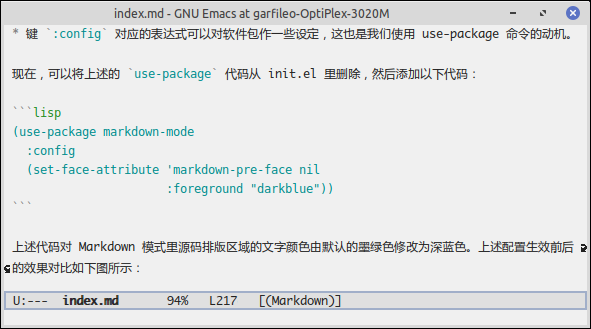 index.md - GNU Emacs at garfileo-OptiPlex-3020M
* 键 `:config` 对应的表达式可以对软件包作一些设定，这也是我们使用 use-package 命令的动机。
现在，可以将上述的 `use-package` 代码从 init.el 里删除，然后添加以下代码：
```lisp
(use-package markdown-mode
  :config
  (set-face-attribute 'markdown-pre-face nil
                      :foreground "darkblue"))
```
上述代码对 Markdown 模式里源码排版区域的文字颜色由默认的墨绿色修改为深蓝色。上述配置生效前后
的效果对比如下图所示：
U:---  index.md       94%   L217   [(Markdown)]